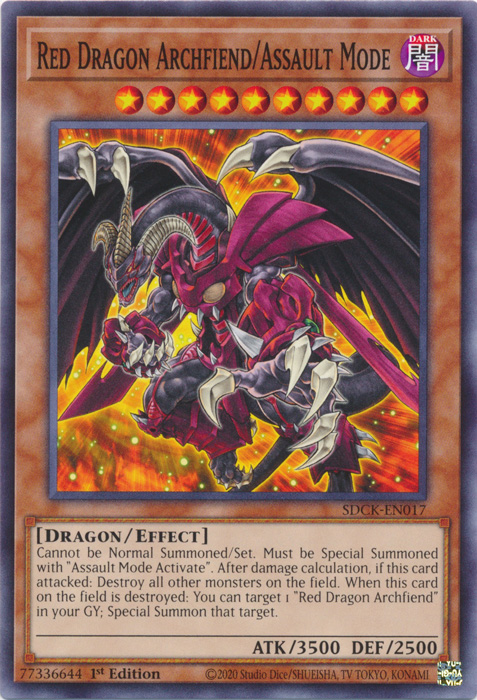 Red Dragon Archfiend/Assault Mode
DARK
闇
SDCK-EN017
[Dragon/Effect]
Cannot be Normal Summoned/Set. Must be Special Summoned
with "Assault Mode Activate". After damage calculation, if this card
attacked: Destroy all other monsters on the field. When this card
on the field is destroyed: You can target 1 "Red Dragon Archfiend"
in your GY; Special Summon that target.
ATK/3500 DEF/2500
77336644 1st Edition ©2020 Studio Dice/SHUEISHA, TV TOKYO, KONAMI